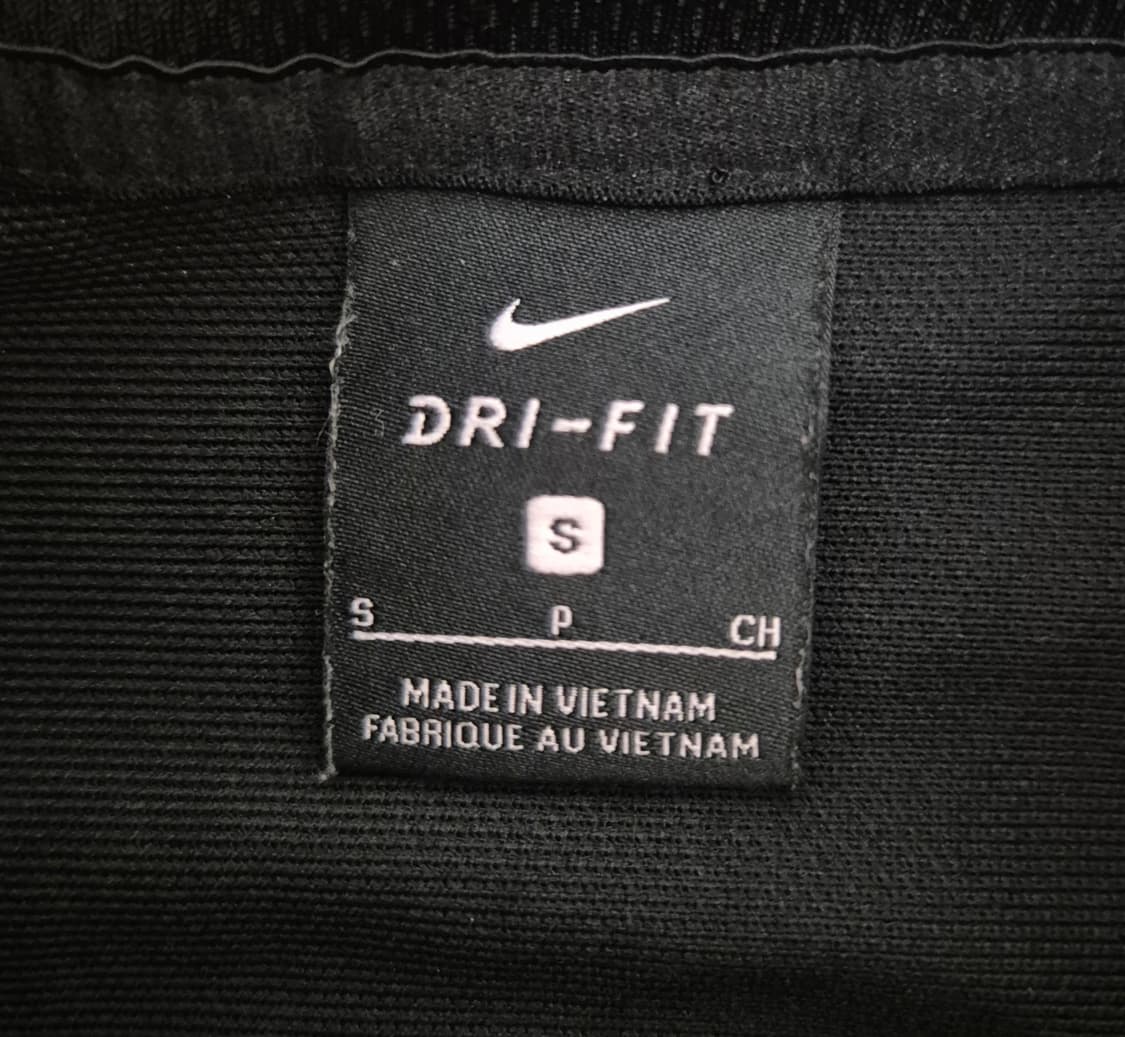 DRI-FIT
S
S P CH
MADE IN VIETNAM
FABRIQUE AU VIETNAM